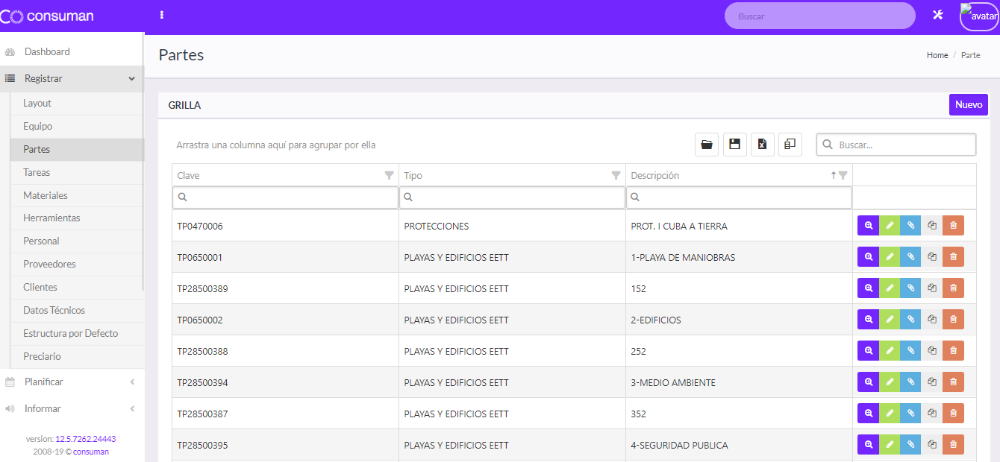 consuman
Buscar
avatar
Dashboard
Registrar
Layout
Equipo
Partes
Tareas
Materiales
Herramientas
Personal
Proveedores
Clientes
Datos Técnicos
Estructura por Defecto
Preciario
Planificar
Informar
version: 12.5.7262.24443
2008-19 © consuman
Partes
Home / Parte
GRILLA
Nuevo
Arrastra una columna aquí para agrupar por ella
Buscar...
Clave Tipo Descripción
TP0470006 PROTECCIONES PROT. I CUBA A TIERRA
TP0650001 PLAYAS Y EDIFICIOS EETT 1-PLAYA DE MANIOBRAS
TP28500389 PLAYAS Y EDIFICIOS EETT 152
TP0650002 PLAYAS Y EDIFICIOS EETT 2-EDIFICIOS
TP28500388 PLAYAS Y EDIFICIOS EETT 252
TP28500394 PLAYAS Y EDIFICIOS EETT 3-MEDIO AMBIENTE
TP28500387 PLAYAS Y EDIFICIOS EETT 352
TP28500395 PLAYAS Y EDIFICIOS EETT 4-SEGURIDAD PUBLICA